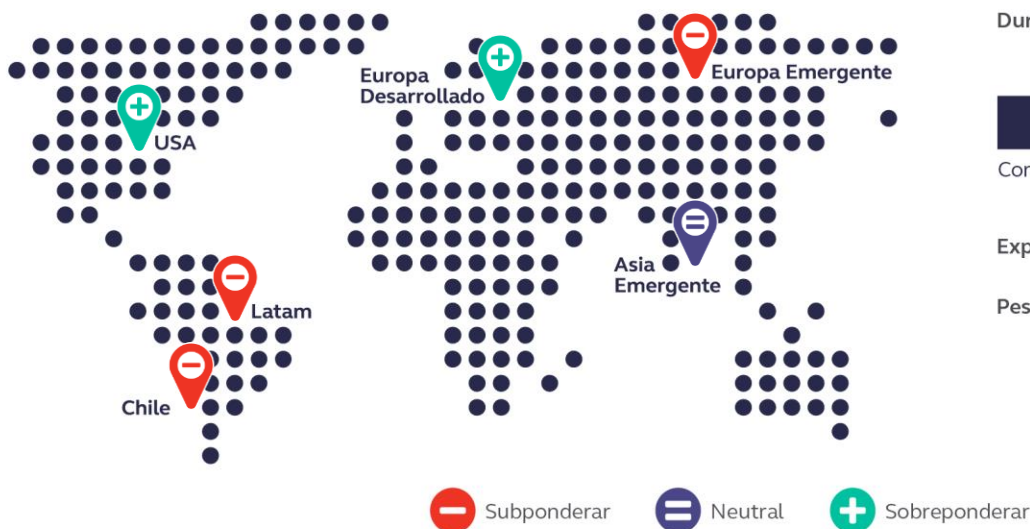 Europa
Desarrollado
Europa Emergente
USA
Asia
Emergente
Latam
Chile
Subponderar
Neutral
Sobreponderar